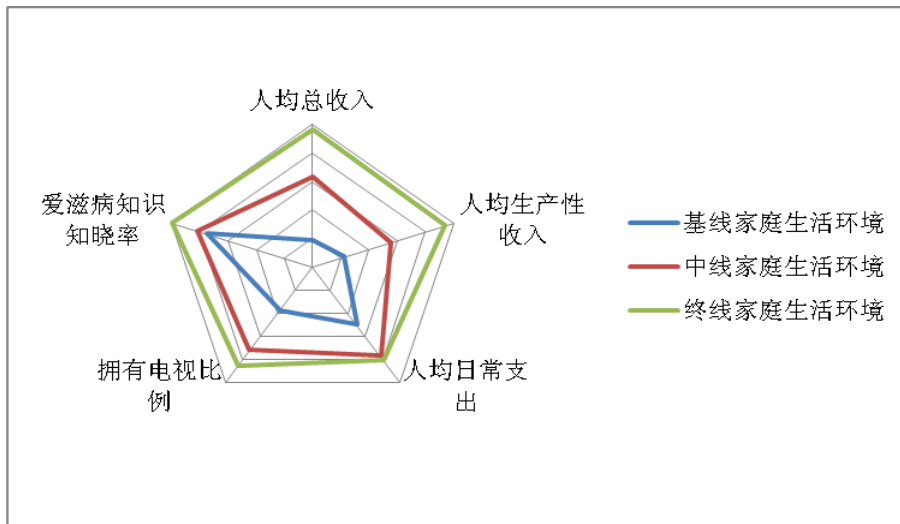 人均总收入
爱滋病知识
知晓率
人均生产性
收入
基线家庭生活环境
中线家庭生活环境
终线家庭生活环境
拥有电视比
例
人均日常支
出